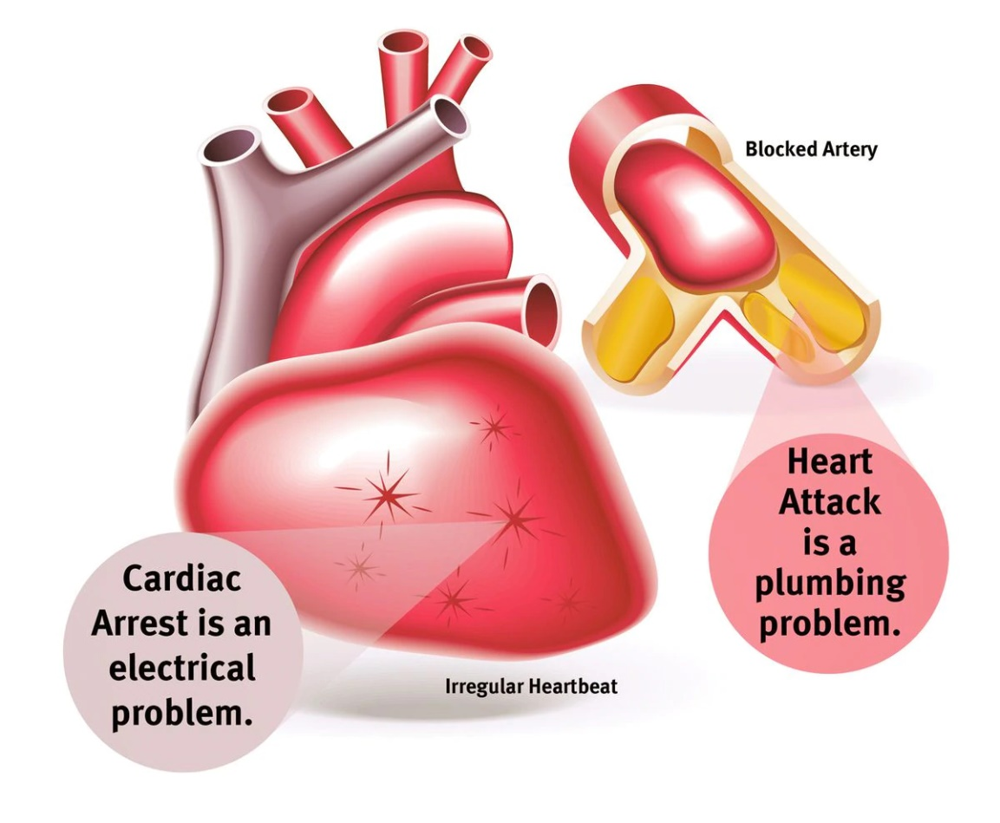 Blocked Artery
Heart
Attack
is a
plumbing
problem.
Cardiac
Arrest is an
electrical
problem.
Irregular Heartbeat